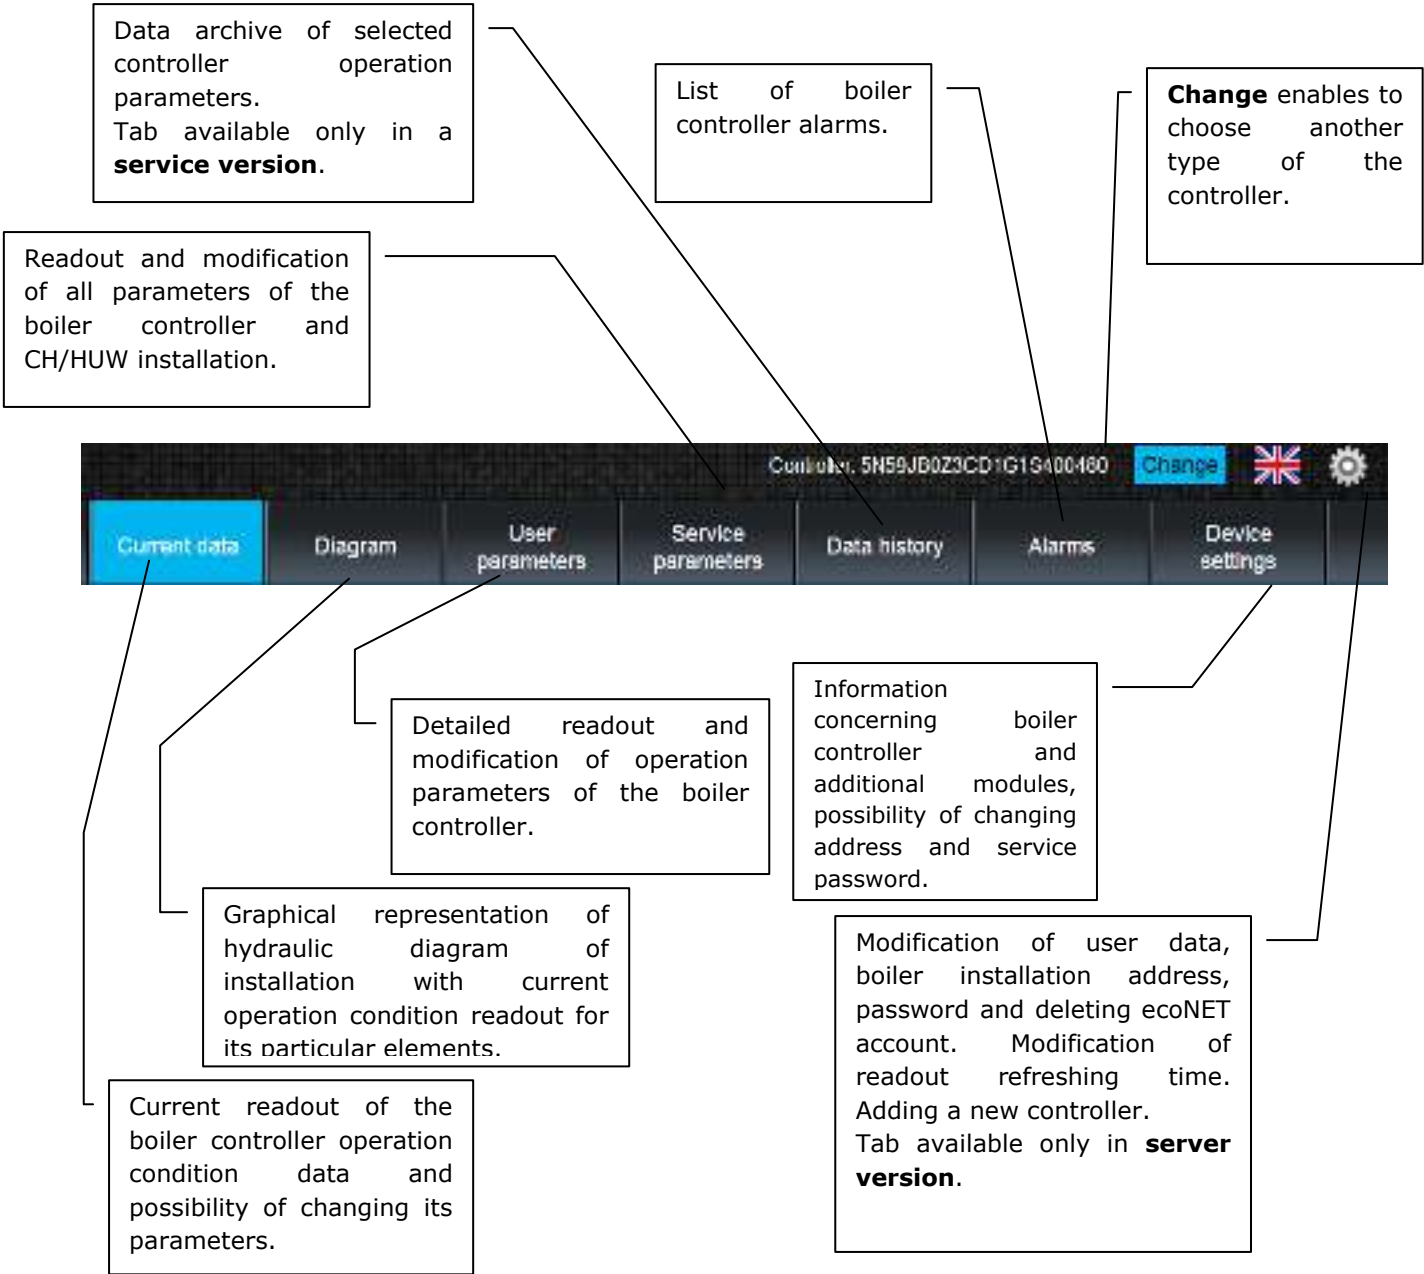 Data archive of selected
controller operation
parameters.
Tab available only in a
service version.
List of boiler
controller alarms.
Change enables to
choose another
type of the
controller.
Readout and modification
of all parameters of the
boiler controller and
CH/HUW installation.
Controller: 5N59JB0Z3CD1G1S400480 Change
Current data
Diagram
User
parameters
Service
parameters
Data history
Alarms
Device
settings
Information
concerning boiler
controller and
additional modules,
possibility of changing
address and service
password.
Detailed readout and
modification of operation
parameters of the boiler
controller.
Graphical representation of
hydraulic diagram of
installation with current
operation condition readout for
its particular elements.
Modification of user data,
boiler installation address,
password and deleting ecoNET
account. Modification of
readout refreshing time.
Adding a new controller.
Tab available only in server
version.
Current readout of the
boiler controller operation
condition data and
possibility of changing its
parameters.